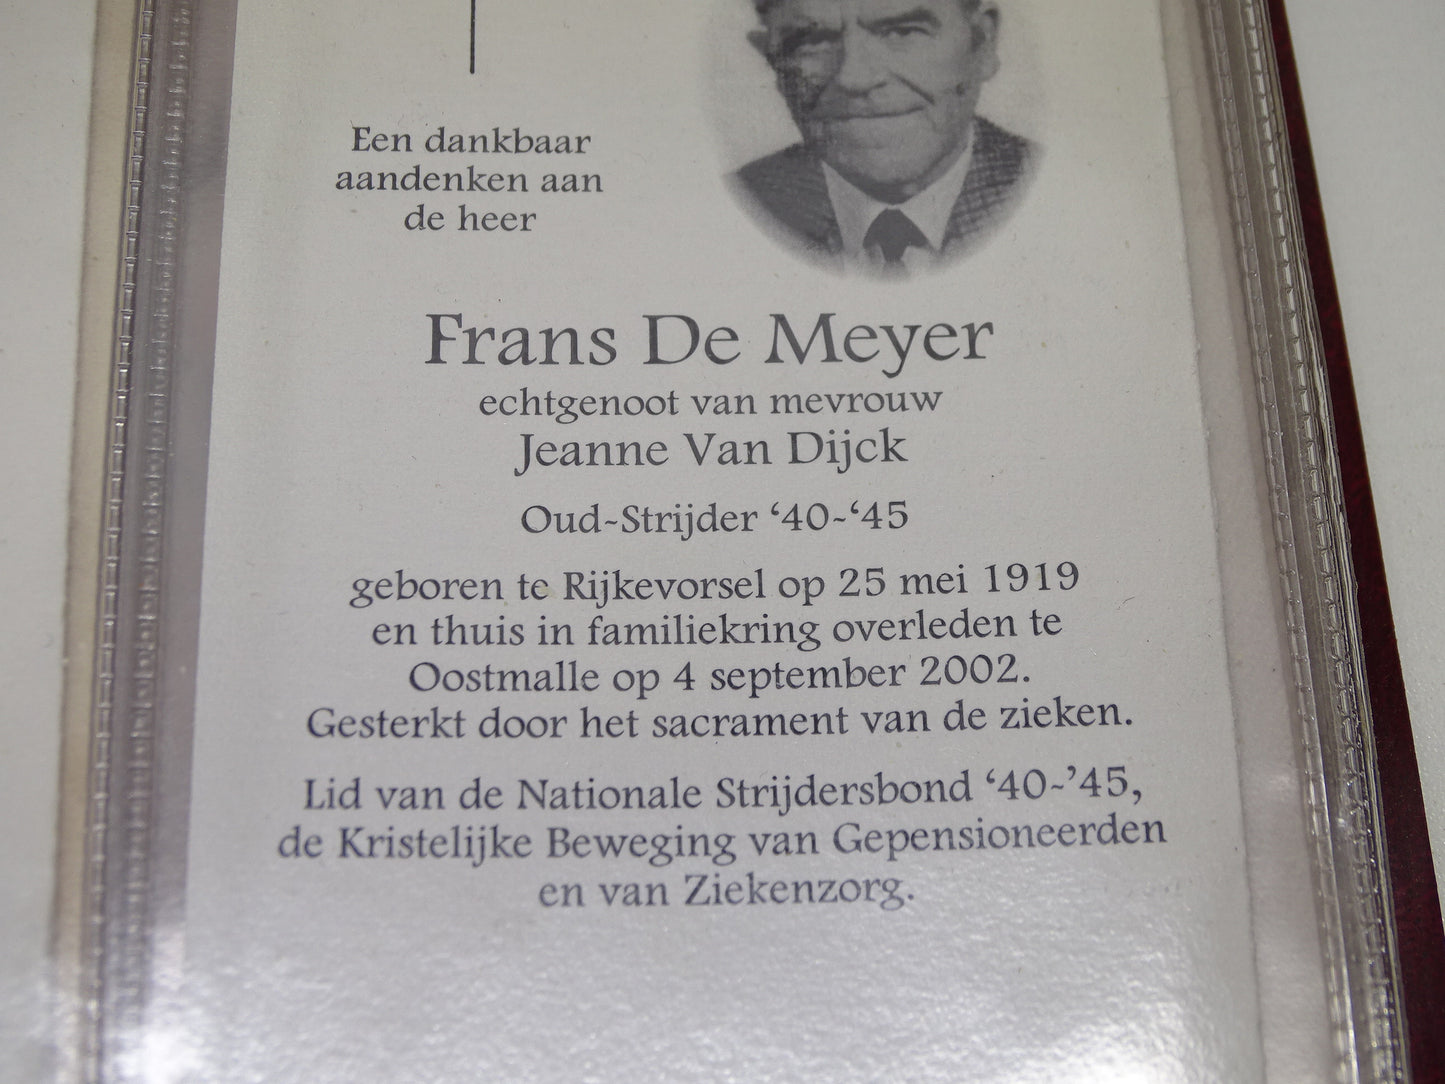 Een dankbaar
aandenken aan
de heer
Frans De Meyer
echtgenoot van mevrouw
Jeanne Van Dijck
Oud-Strijder ‘40-‘45
geboren te Rijkevorsel op 25 mei 1919
en thuis in familiekring overleden te
Oostmalle op 4 september 2002.
Gesterkt door het sacrament van de zieken.
Lid van de Nationale Strijdersbond ‘40-’45,
de Kristelijke Beweging van Gepensioneerden
en van Ziekenzorg.